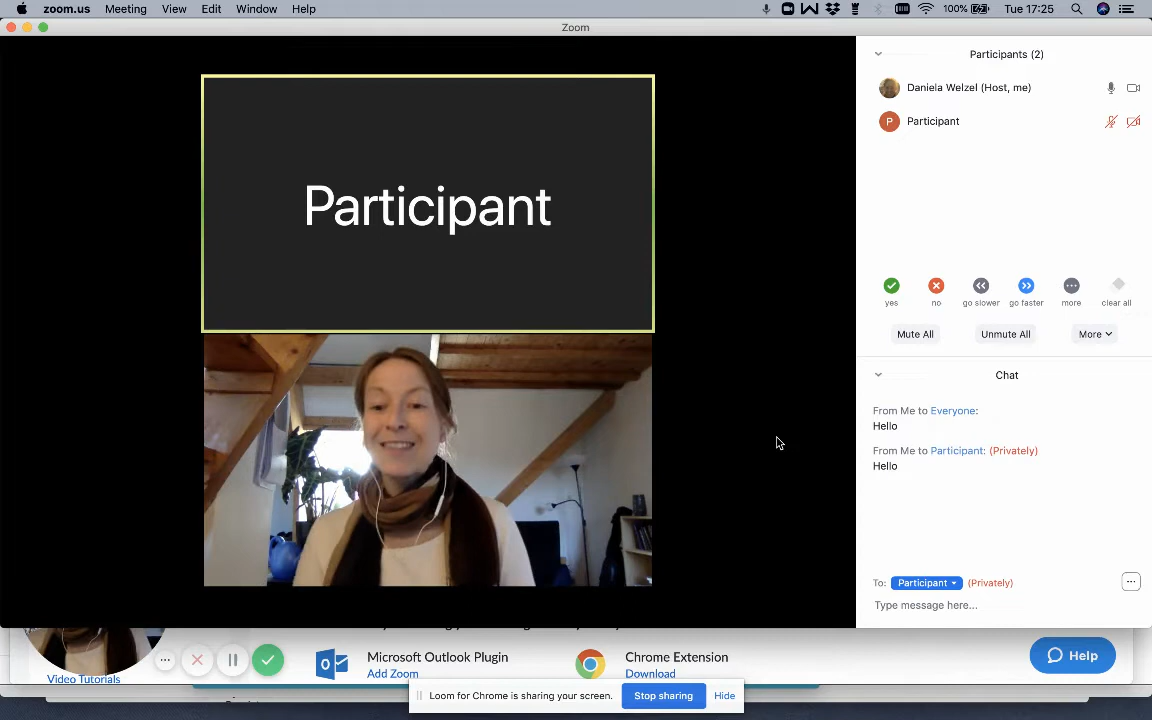 zoom.us Meeting View Edit Window Help 100% Tue 17:25
Zoom
Participant
Participants (2)
Daniela Welzel (Host, me)
P Participant
yes no go slower go faster more clear all
Mute All Unmute All More
Chat
From Me to Everyone:
Hello
From Me to Participant: (Privately)
Hello
To: Participant (Privately)
Type message here...
Video Tutorials
Microsoft Outlook Plugin
Add Zoom
Chrome Extension
Download
Help
Loom for Chrome is sharing your screen. Stop sharing Hide